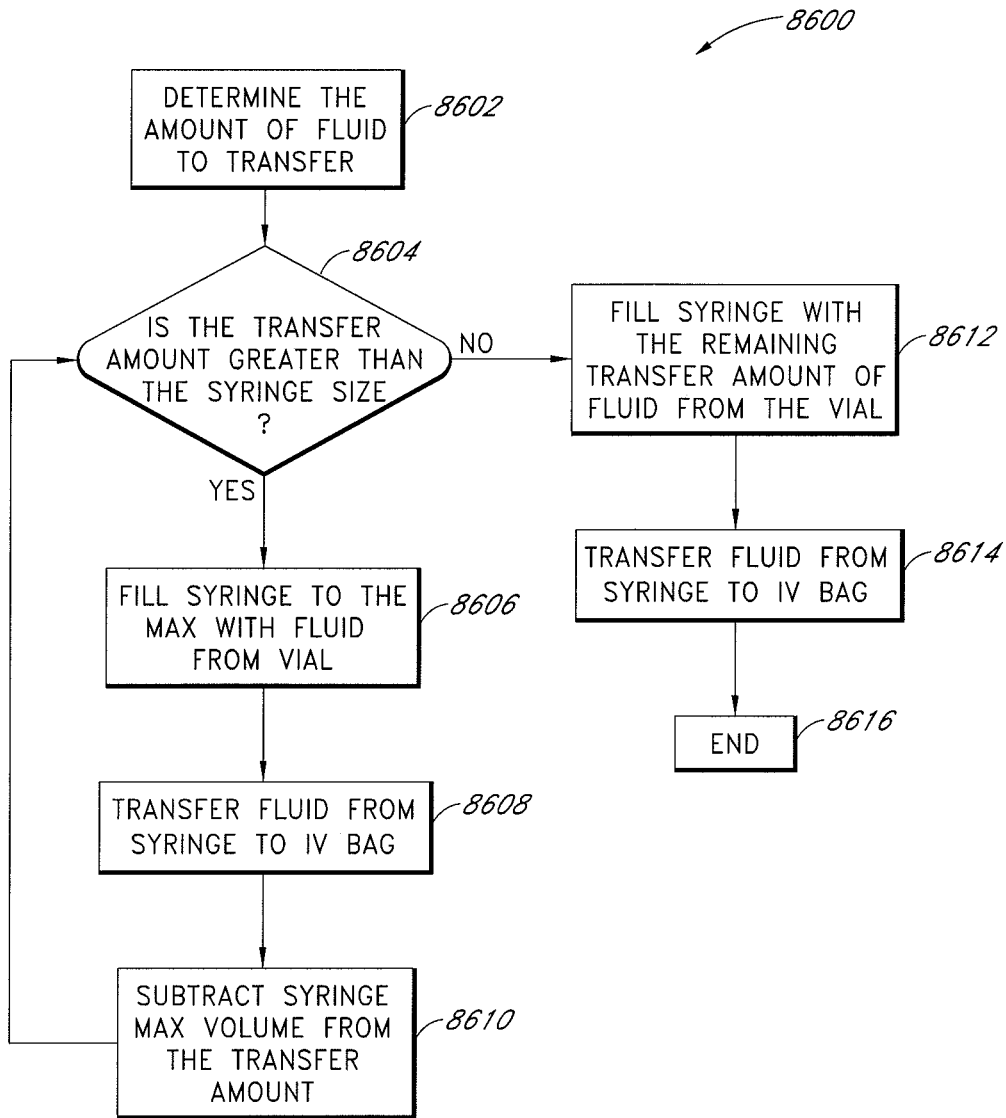 8600
DETERMINE THE
AMOUNT OF FLUID
TO TRANSFER
8602
8604
IS THE TRANSFER
AMOUNT GREATER THAN
THE SYRINGE SIZE
?
NO
YES
FILL SYRINGE TO THE
MAX WITH FLUID
FROM VIAL
8606
TRANSFER FLUID FROM
SYRINGE TO IV BAG
8608
SUBTRACT SYRINGE
MAX VOLUME FROM
THE TRANSFER
AMOUNT
8610
FILL SYRINGE WITH
THE REMAINING
TRANSFER AMOUNT OF
FLUID FROM THE VIAL
8612
TRANSFER FLUID FROM
SYRINGE TO IV BAG
8614
END
8616